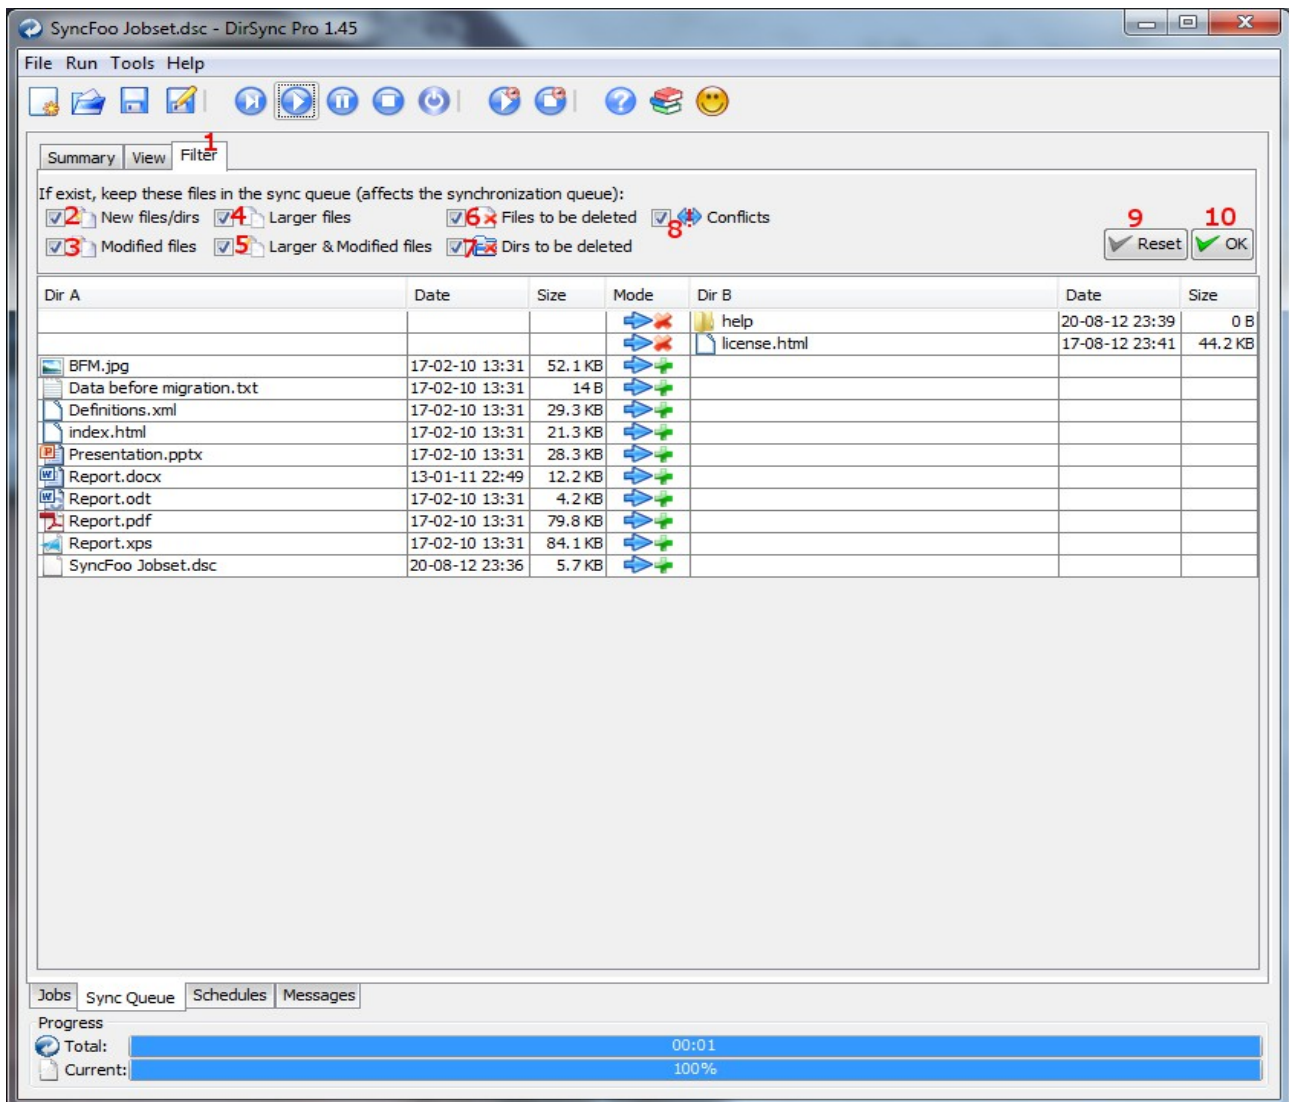 SyncFoo Jobset.dsc - DirSync Pro 1.45
File Run Tools Help
1
Summary View Filter
If exist, keep these files in the sync queue (affects the synchronization queue):
2 New files/dirs 4 Larger files 6 Files to be deleted 8 Conflicts 9 10
3 Modified files 5 Larger & Modified files 7 Dirs to be deleted Reset OK
Dir A Date Size Mode Dir B Date Size
help 20-08-12 23:39 0 B
license.html 17-08-12 23:41 44.2 KB
BFM.jpg 17-02-10 13:31 52.1 KB
Data before migration.txt 17-02-10 13:31 14 B
Definitions.xml 17-02-10 13:31 29.3 KB
index.html 17-02-10 13:31 21.3 KB
Presentation.pptx 17-02-10 13:31 28.3 KB
Report.docx 13-01-11 22:49 12.2 KB
Report.odt 17-02-10 13:31 4.2 KB
Report.pdf 17-02-10 13:31 79.8 KB
Report.xps 17-02-10 13:31 84.1 KB
SyncFoo Jobset.dsc 20-08-12 23:36 5.7 KB
Jobs Sync Queue Schedules Messages
Progress
Total: 00:01
Current: 100%